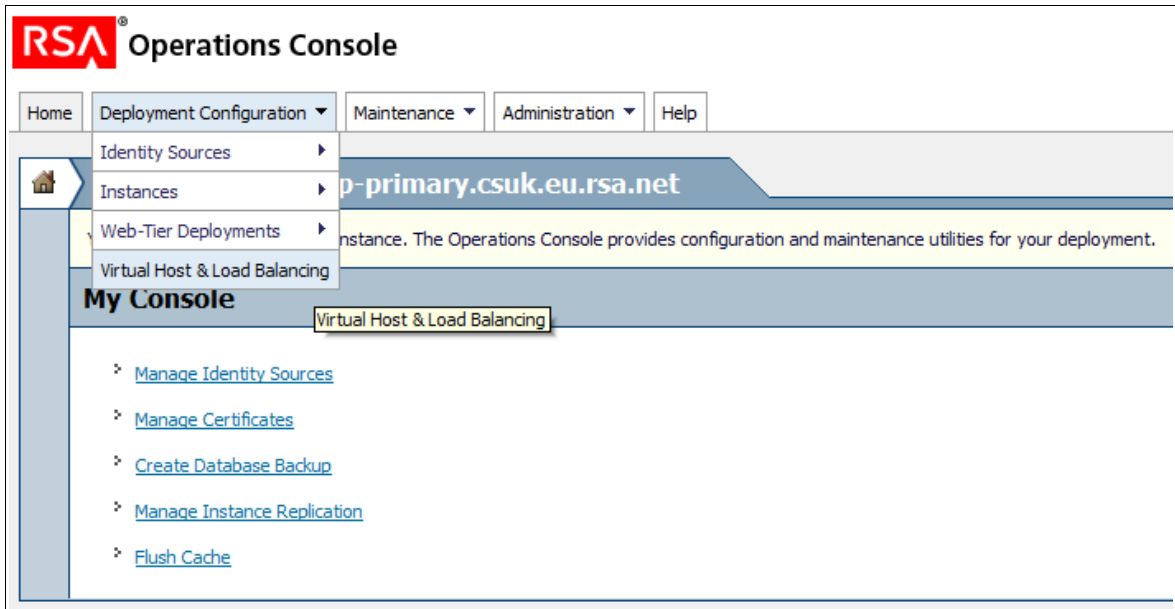 RSA® Operations Console
Home Deployment Configuration Maintenance Administration Help
Identity Sources
Instances
p-primary.csuk.eu.rsa.net
Web-Tier Deployments
nstance. The Operations Console provides configuration and maintenance utilities for your deployment.
Virtual Host & Load Balancing
My Console
Virtual Host & Load Balancing
Manage Identity Sources
Manage Certificates
Create Database Backup
Manage Instance Replication
Flush Cache